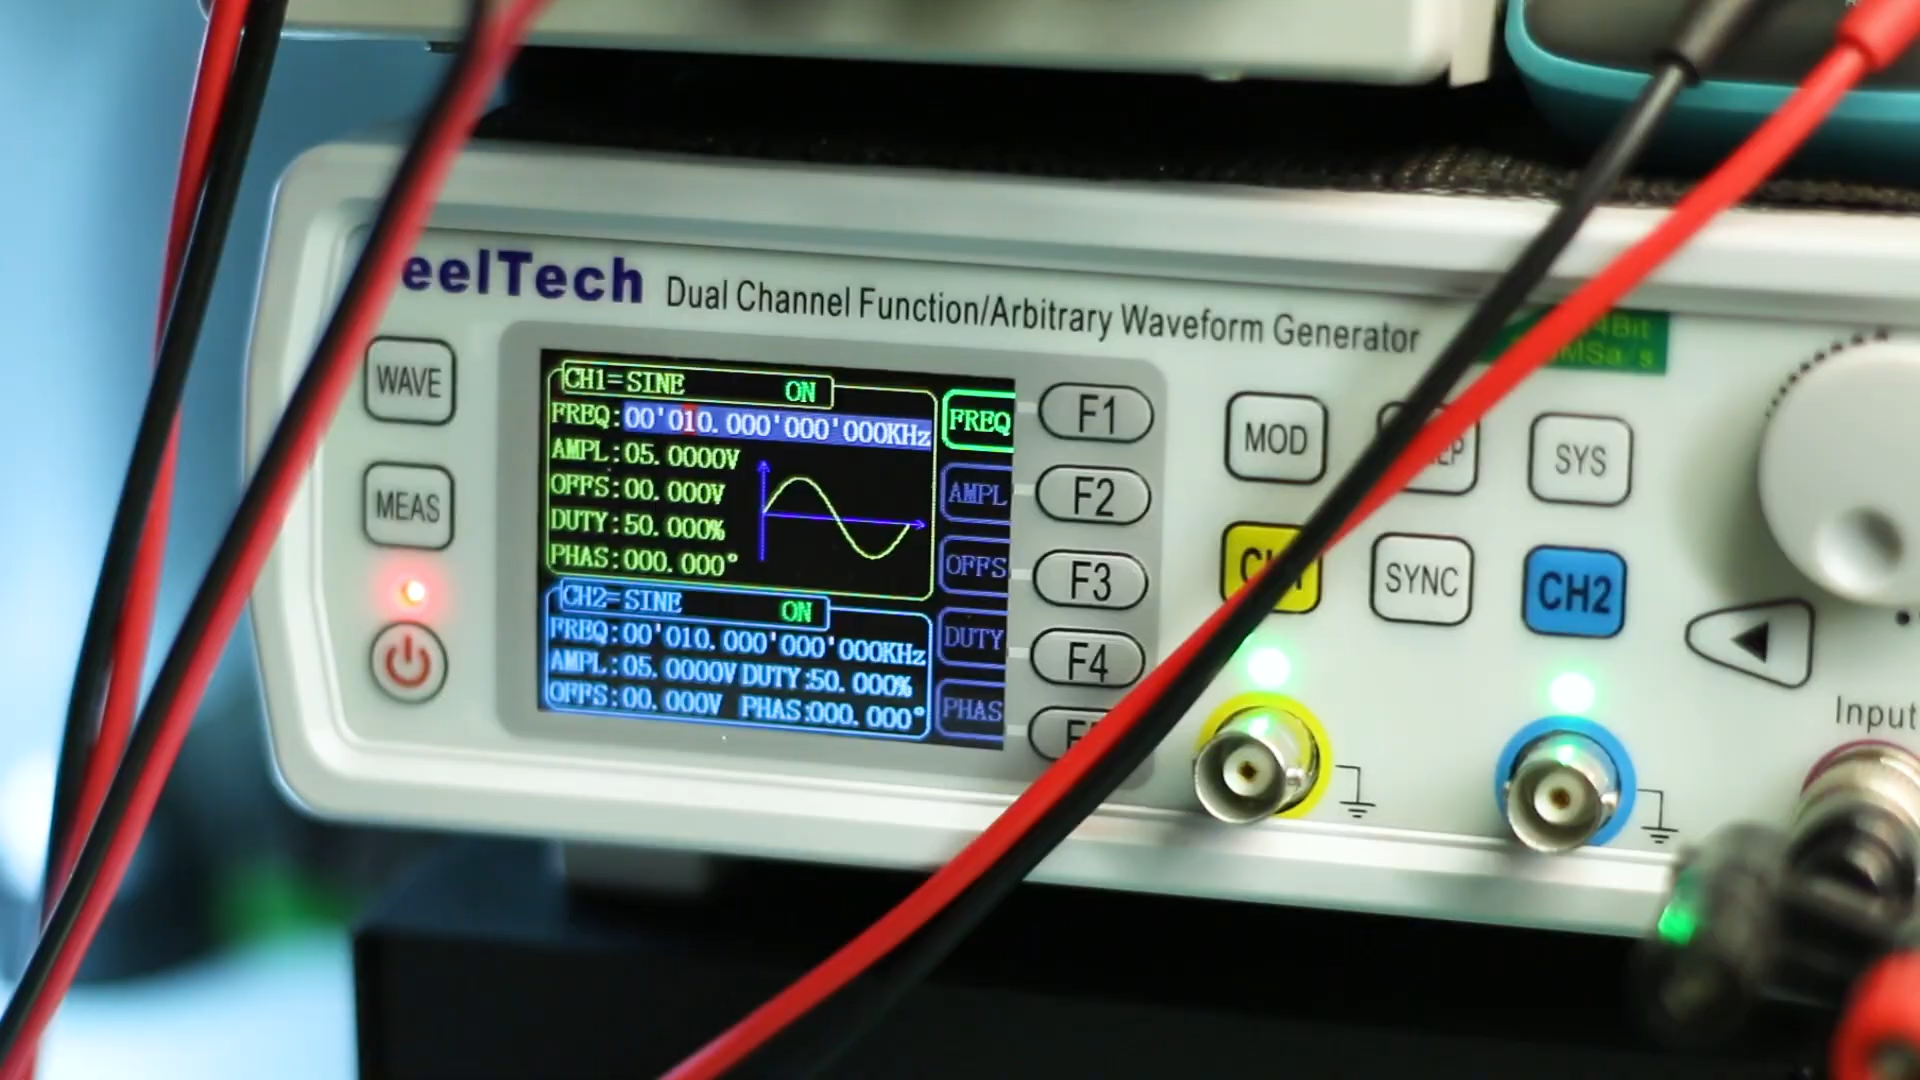 eelTech Dual Channel Function/Arbitrary Waveform Generator
4Bit
MSa/s
WAVE
MEAS
CH1=SINE ON
FREQ:00'010.000'000'000KHz
AMPL:05.0000V
OFFS:00.000V
DUTY:50.000%
PHAS:000.000°
CH2=SINE ON
FREQ:00'010.000'000'000KHz
AMPL:05.0000V DUTY:50.000%
OFFS:00.000V PHAS:000.000°
FREQ
AMPL
OFFS
DUTY
PHAS
F1
F2
F3
F4
MOD
SYS
SYNC
CH2
Input